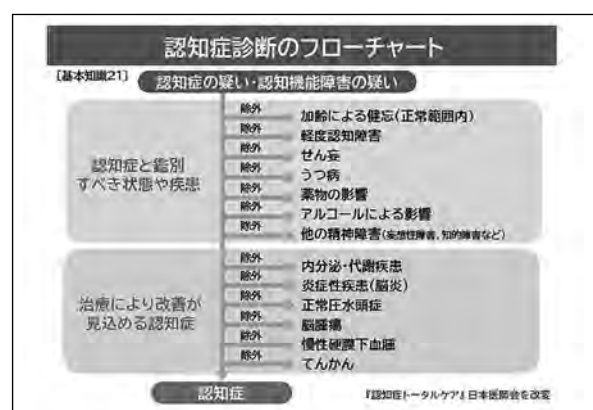 認知症診断のフローチャート
[基本知識21]
認知症の疑い・認知機能障害の疑い
認知症と鑑別
すべき状態や疾患
除外
加齢による健忘(正常範囲内)
除外
軽度認知障害
除外
せん妄
除外
うつ病
除外
薬物の影響
除外
アルコールによる影響
除外
他の精神障害(妄想性障害、知的障害など)
治療により改善が
見込める認知症
除外
内分泌・代謝疾患
除外
炎症性疾患(脳炎)
除外
正常圧水頭症
除外
脳腫瘍
除外
慢性硬膜下血腫
除外
てんかん
認知症
『認知症トータルケア』日本医師会を改変